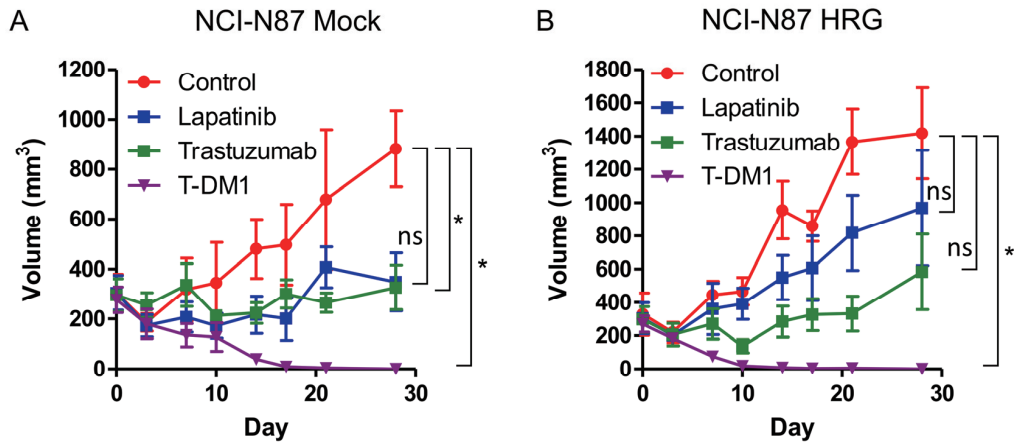 A
NCI-N87 Mock
1200
1000
800
600
400
200
0
Volume (mm³)
Control
Lapatinib
Trastuzumab
T-DM1
ns
*
*
0
10
20
30
Day
B
NCI-N87 HRG
1800
1600
1400
1200
1000
800
600
400
200
0
Volume (mm³)
Control
Lapatinib
Trastuzumab
T-DM1
ns
ns
*
0
10
20
30
Day